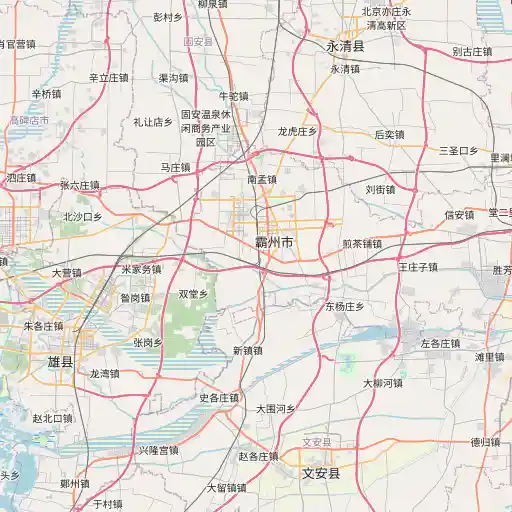 柳泉镇
彭村乡
北京亦庄永
清高新区
肖官营镇
固安县
永清县
别古庄镇
辛立庄镇
渠沟镇
永清镇
辛桥镇
牛驼镇
固安温泉休
闲商务产业
园区
高碑店市
礼让店乡
龙虎庄乡
后奕镇
三圣口乡
里澜城
马庄镇
泗庄镇
张六庄镇
南孟镇
刘街镇
北沙口乡
信安镇
堂二里
霸州市
煎茶铺镇
大营镇
米家务镇
王庄子镇
胜芳
昝岗镇
双堂乡
东杨庄乡
朱各庄镇
张岗乡
左各庄镇
新镇镇
滩里镇
雄县
龙湾镇
大柳河镇
史各庄镇
大围河乡
赵北口镇
文安县
德归镇
兴隆宫镇
赵各庄镇
头乡
文安县
鄚州镇
大留镇镇
于村镇